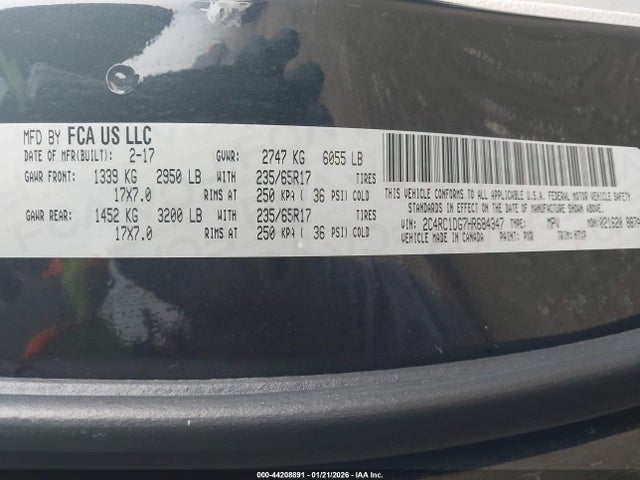 MFD BY FCA US LLC
DATE OF MFR(BUILT): 2-17 GVWR: 2747 KG 6055 LB
GAWR FRONT: 1339 KG 2950 LB WITH 235/65R17 TIRES
17X7.0 RIMS AT 250 KPA ( 36 PSI) COLD
GAWR REAR: 1452 KG 3200 LB WITH 235/65R17 TIRES
17X7.0 RIMS AT 250 KPA ( 36 PSI) COLD
THIS VEHICLE CONFORMS TO ALL APPLICABLE U.S.A. FEDERAL MOTOR VEHICLE SAFETY
STANDARDS IN EFFECT ON THE DATE OF MANUFACTURE SHOWN ABOVE.
VIN: 2C4RC1DG7HR684347 TYPE: MPV MDH: 021620
VEHICLE MADE IN CANADA PAINT: PXR TRIM:
000-44208891 - 01/21/2026 - IAA Inc.